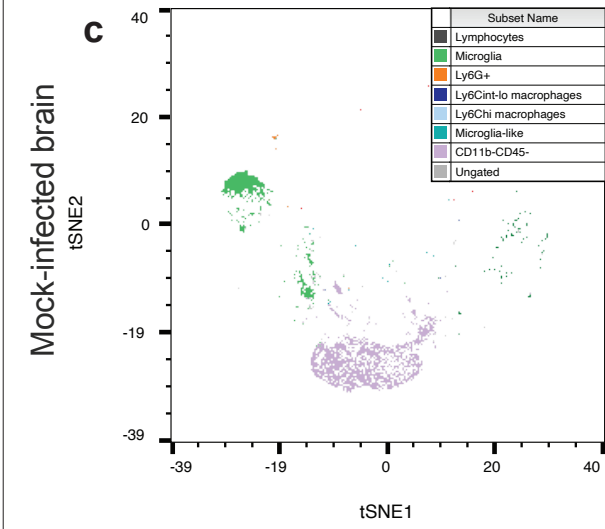 c
Mock-infected brain
tSNE2
40
20
0
-19
-39
-39
-19
0
20
40
tSNE1
Subset Name
Lymphocytes
Microglia
Ly6G+
Ly6Cint-lo macrophages
Ly6Chi macrophages
Microglia-like
CD11b-CD45-
Ungated